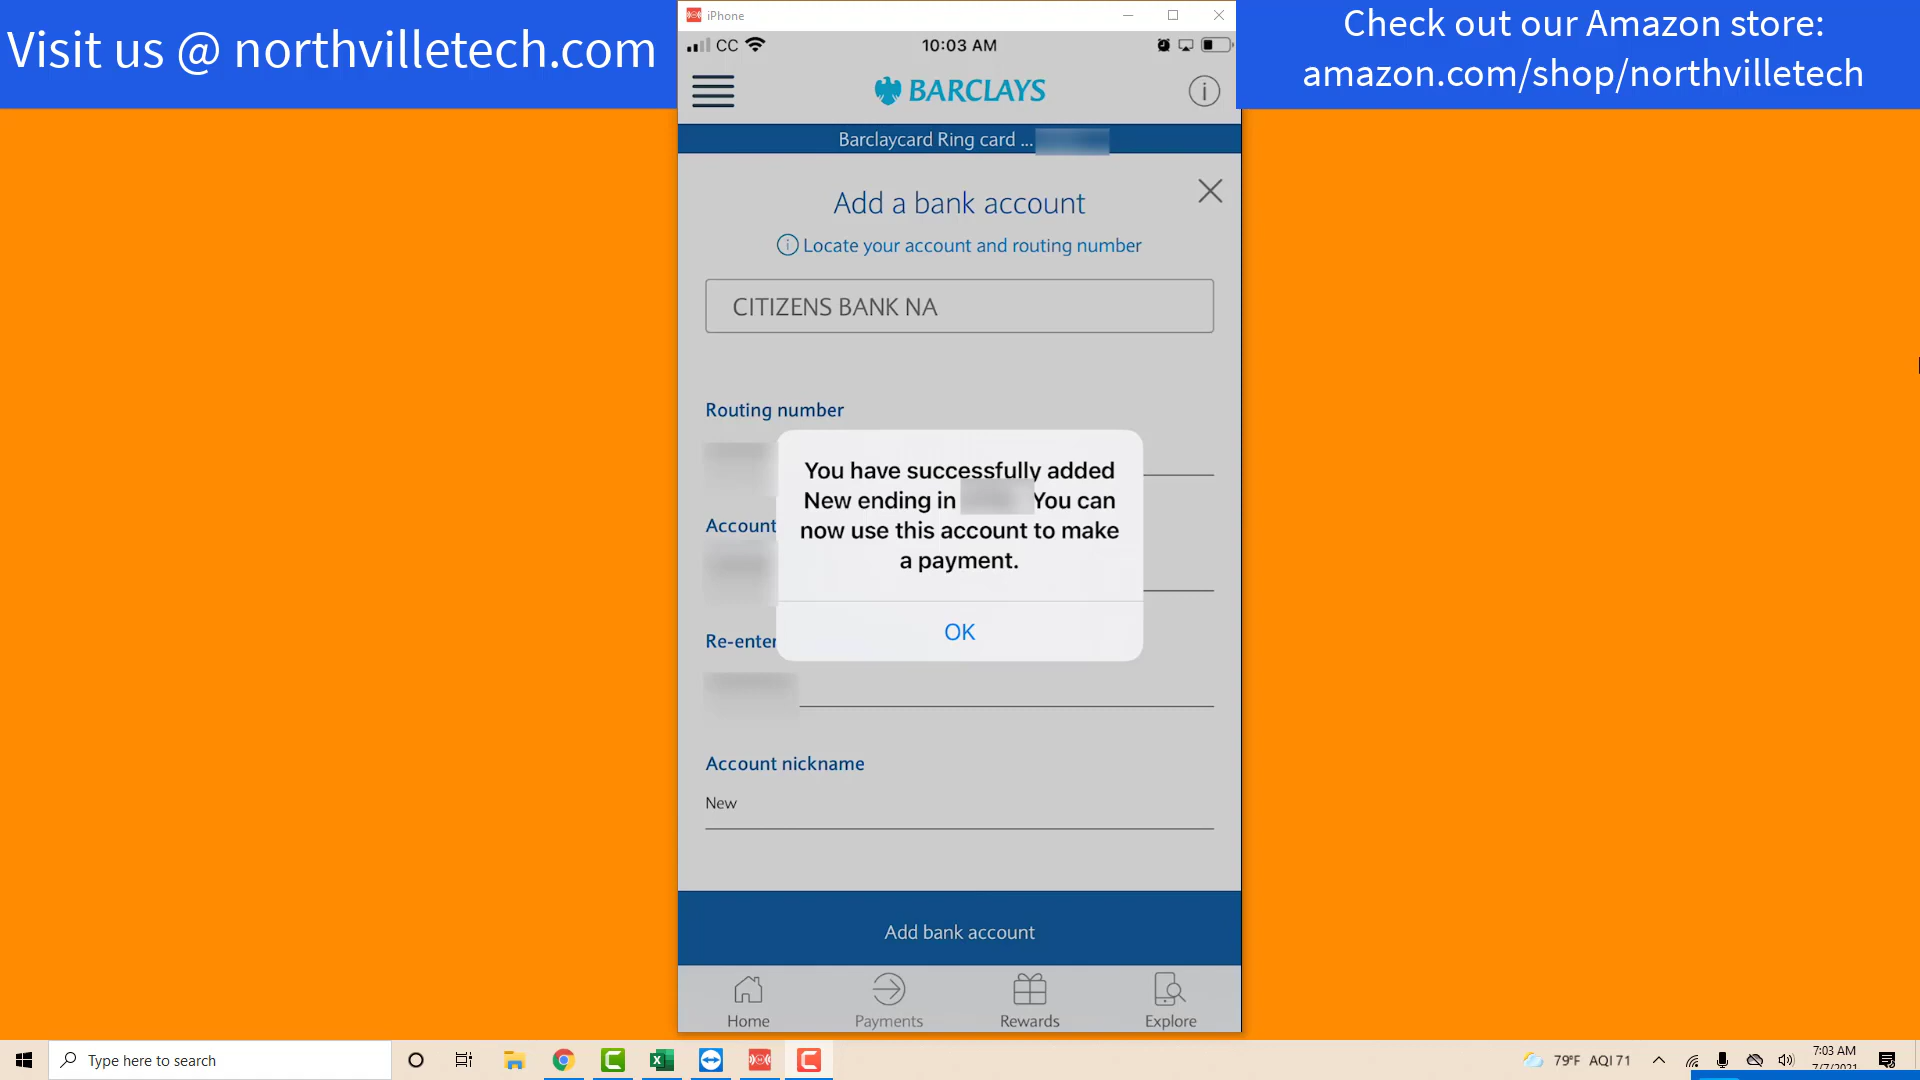 Visit us @ northvilletech.com
Check out our Amazon store:
amazon.com/shop/northvilletech
iPhone
CC
10:03 AM
BARCLAYS
Barclaycard Ring card ...
Add a bank account
Locate your account and routing number
CITIZENS BANK NA
Routing number
You have successfully added
New ending in You can
now use this account to make
a payment.
OK
Account
Re-enter
Account nickname
New
Add bank account
Home
Payments
Rewards
Explore
Type here to search
79°F AQI 71
7:03 AM
7/7/2021